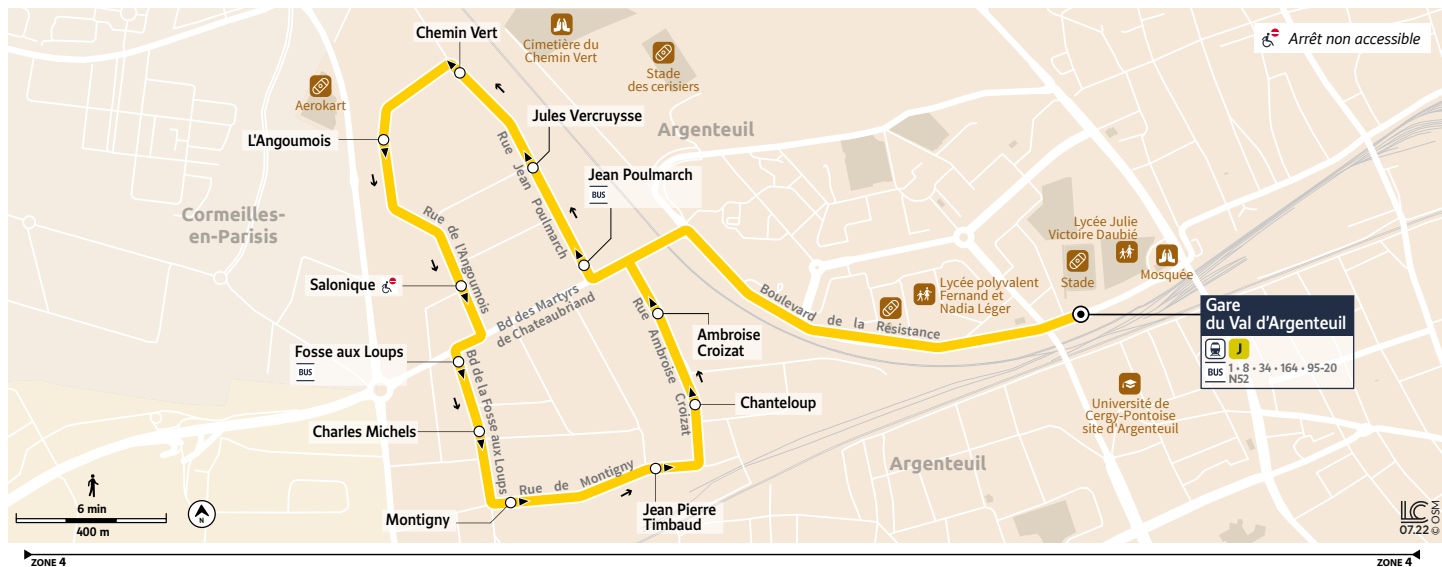 Chemin Vert
Cimetière du
Chemin Vert
Stade
des cerisiers
Arrêt non accessible
Aerokart
Jules Vercruysse
Argenteuil
L'Angoumois
Rue Jean Poulmarch
Jean Poulmarch
BUS
Cormeilles-
en-Parisis
Rue de l'Angoumois
Lycée Julie
Victoire Daubié
Mosquée
Stade
Salonique
Bd des Martyrs
de Chateaubriand
Boulevard de la Résistance
Lycée polyvalent
Fernand et
Nadia Léger
Gare
du Val d'Argenteuil
J
BUS
1 • 8 • 34 • 164 • 95-20
N52
Rue Ambroise Croizat
Ambroise
Croizat
Fosse aux Loups
BUS
Bd de la Fosse aux Loups
Chanteloup
Université de
Cergy-Pontoise
site d'Argenteuil
Charles Michels
Argenteuil
Rue de Montigny
Montigny
Jean Pierre
Timbaud
6 min
400 m
N
LC
07.22
© OSM
ZONE 4
ZONE 4